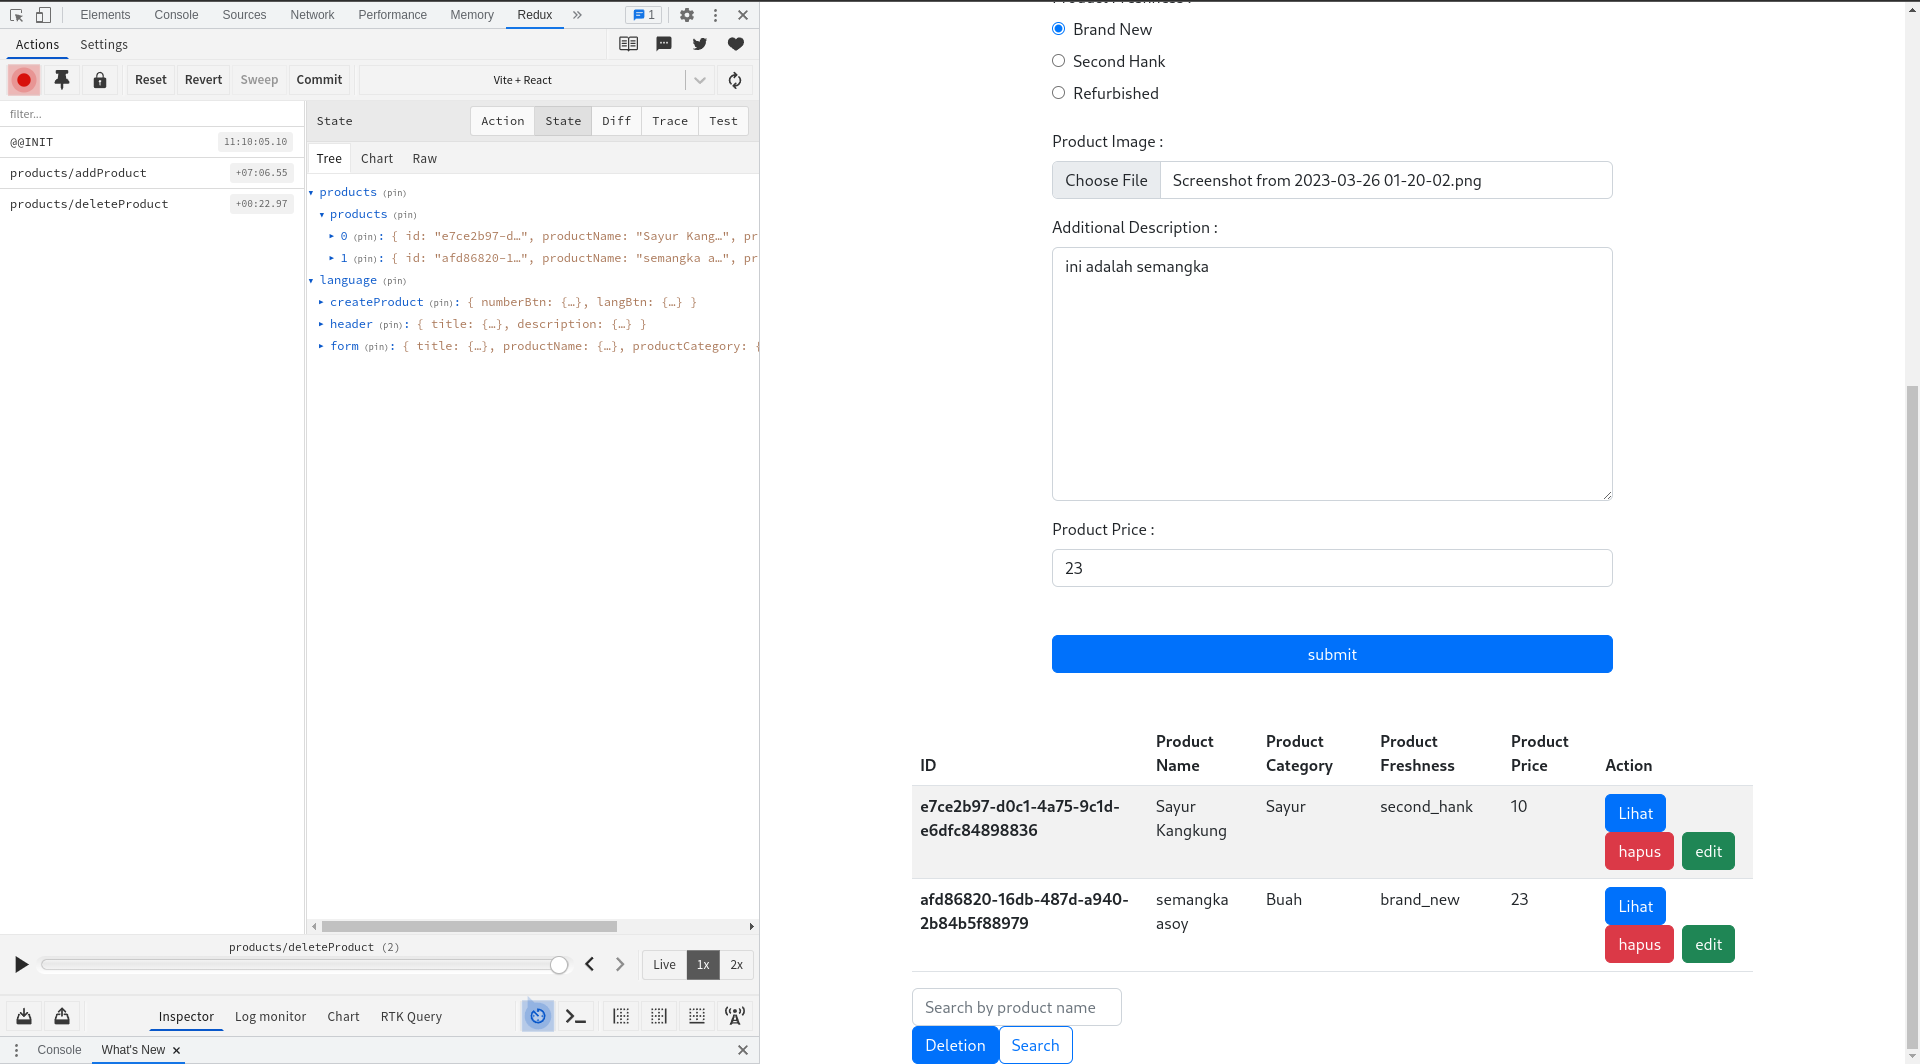 Elements Console Sources Network Performance Memory Redux 1
Actions Settings
Reset Revert Sweep Commit Vite + React
filter...
@@INIT 11:10:05.10
products/addProduct +07:06.55
products/deleteProduct +00:22.97
State Action State Diff Trace Test
Tree Chart Raw
products (pin)
products (pin)
0 (pin): { id: "e7ce2b97-d…", productName: "Sayur Kang…", pr
1 (pin): { id: "afd86820-1…", productName: "semangka a…", pr
language (pin)
createProduct (pin): { numberBtn: {…}, langBtn: {…} }
header (pin): { title: {…}, description: {…} }
form (pin): { title: {…}, productName: {…}, productCategory: {
products/deleteProduct (2)
Live 1x 2x
Inspector Log monitor Chart RTK Query
Console What's New
Brand New
Second Hank
Refurbished
Product Image :
Choose File Screenshot from 2023-03-26 01-20-02.png
Additional Description :
ini adalah semangka
Product Price :
23
submit
ID Product Name Product Category Product Freshness Product Price Action
e7ce2b97-d0c1-4a75-9c1d- Sayur Sayur second_hank 10 Lihat
e6dfc84898836 Kangkung
hapus edit
afd86820-16db-487d-a940- semangka Buah brand_new 23 Lihat
2b84b5f88979 asoy
hapus edit
Search by product name
Deletion Search